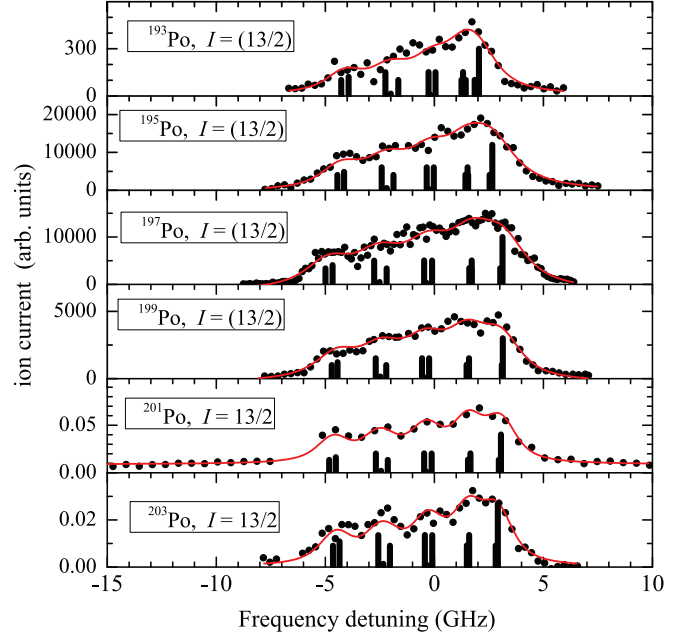 ¹⁹³Po, I = (13/2)
300
0
20000
¹⁹⁵Po, I = (13/2)
10000
0
¹⁹⁷Po, I = (13/2)
10000
0
¹⁹⁹Po, I = (13/2)
5000
0
²⁰¹Po, I = 13/2
0.05
0.00
²⁰³Po, I = 13/2
0.02
0.00
-15 -10 -5 0 5 10
Frequency detuning (GHz)
ion current (arb. units)